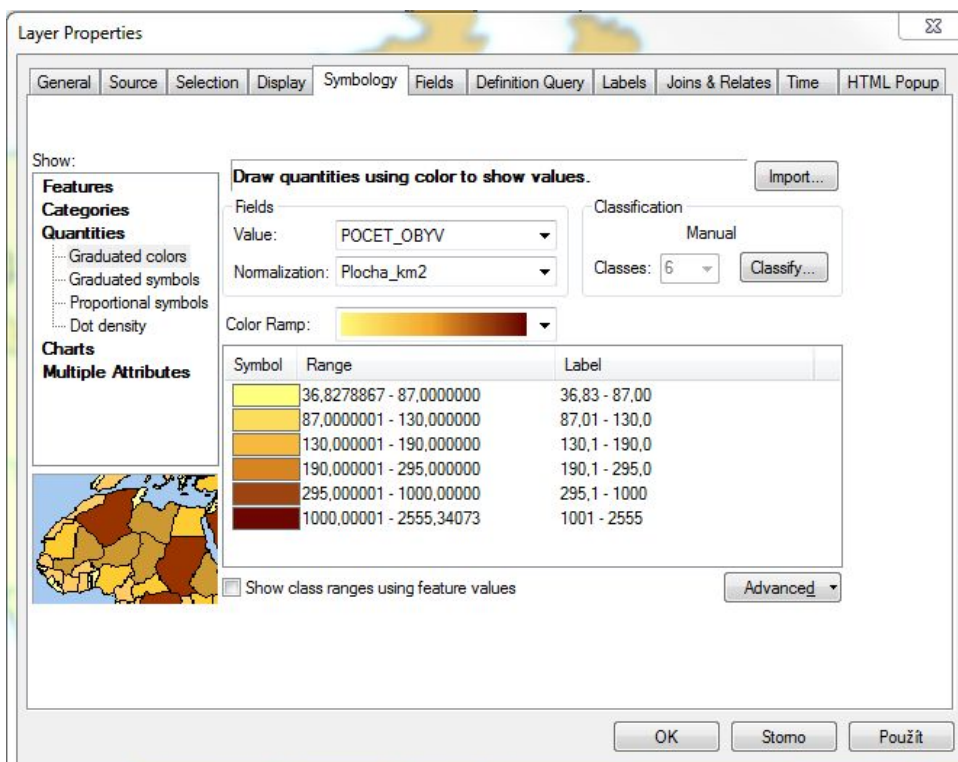 Layer Properties
General Source Selection Display Symbology Fields Definition Query Labels Joins & Relates Time HTML Popup
Show:
Features
Categories
Quantities
Graduated colors
Graduated symbols
Proportional symbols
Dot density
Charts
Multiple Attributes
Draw quantities using color to show values.
Import...
Fields
Value: POCET_OBYV
Normalization: Plocha_km2
Classification
Manual
Classes: 6 Classify...
Color Ramp:
Symbol Range Label
36,8278867 - 87,0000000 36,83 - 87,00
87,0000001 - 130,000000 87,01 - 130,0
130,000001 - 190,000000 130,1 - 190,0
190,000001 - 295,000000 190,1 - 295,0
295,000001 - 1000,00000 295,1 - 1000
1000,00001 - 2555,34073 1001 - 2555
Show class ranges using feature values
Advanced
OK Storno Použít